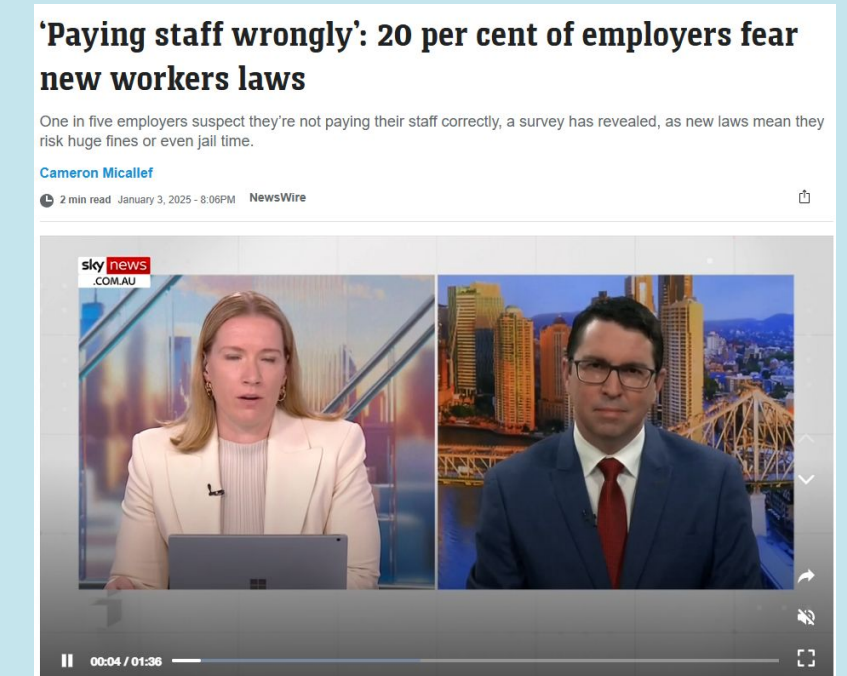 ‘Paying staff wrongly’: 20 per cent of employers fear
new workers laws
One in five employers suspect they’re not paying their staff correctly, a survey has revealed, as new laws mean they
risk huge fines or even jail time.
Cameron Micallef
2 min read January 3, 2025 - 8:06PM NewsWire
sky news
.COM.AU
00:04 / 01:36